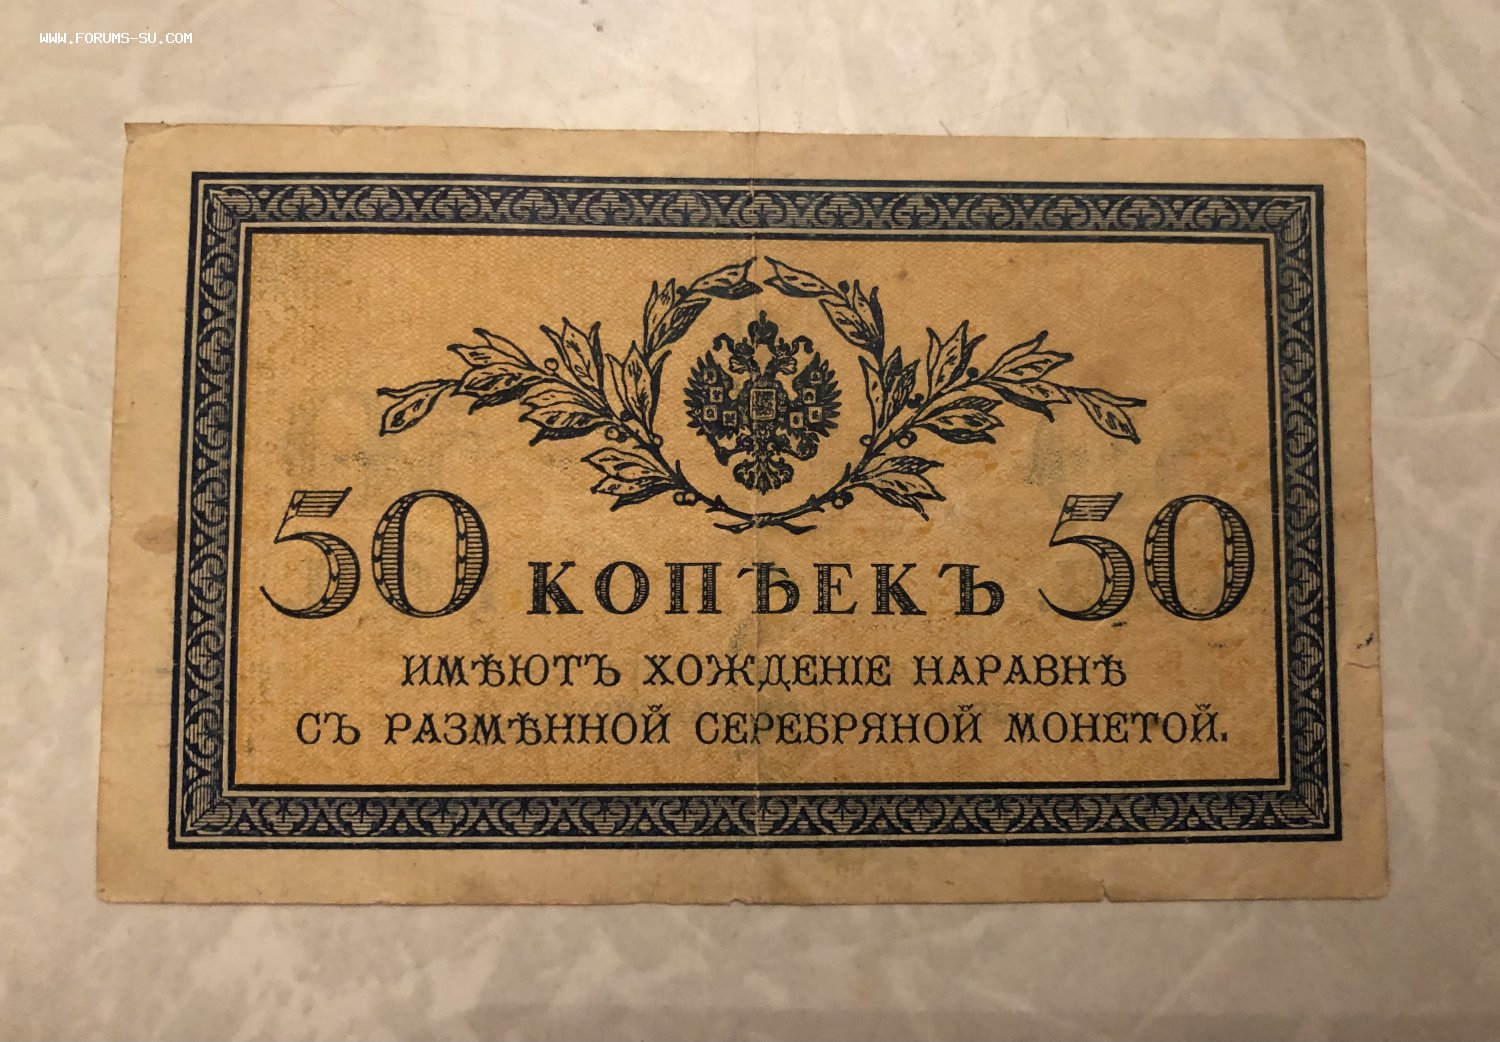 WWW.FORUMS-SU.COM
50 КОПѢЕКЪ 50
ИМѢЮТЪ ХОЖДЕНІЕ НАРАВНѢ
СЪ РАЗМѢННОЙ СЕРЕБРЯНОЙ МОНЕТОЙ.